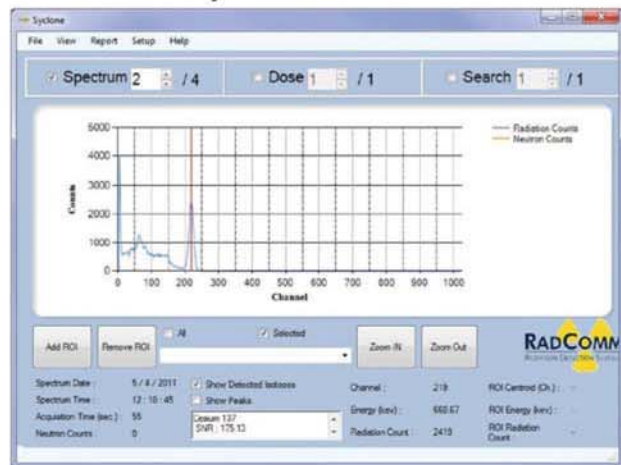 Syclone
File View Report Setup Help
Spectrum 2 / 4
Dose 1 / 1
Search 1 / 1
5000
4000
3000
2000
1000
0
Counts
0 100 200 300 400 500 600 700 800 900 1000
Channel
Radiation Counts
Neutron Counts
Add ROI
Remove ROI
All
Selected
Zoom IN
Zoom Out
RADCOMM
Spectrum Date : 5 / 4 / 2011
Spectrum Time : 12 : 10 : 45
Acquisition Time (sec.) : 55
Neutron Counts : 0
Show Detected Isotopes
Show Peaks
Cesium 137
SNR : 175.13
Channel : 219
Energy (kev) : 660.67
Radiation Count : 2419
ROI Centroid (Ch.) : -
ROI Energy (kev) : -
ROI Radiation Count : -